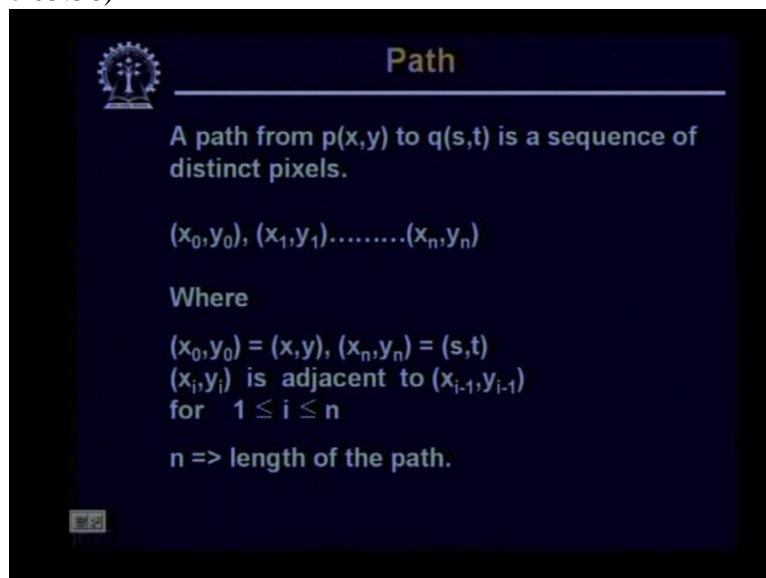 Path
A path from p(x,y) to q(s,t) is a sequence of
distinct pixels.
(x₀,y₀), (x₁,y₁)………(xₙ,yₙ)
Where
(x₀,y₀) = (x,y), (xₙ,yₙ) = (s,t)
(xᵢ,yᵢ) is adjacent to (xᵢ₋₁,yᵢ₋₁)
for 1 ≤ i ≤ n
n => length of the path.